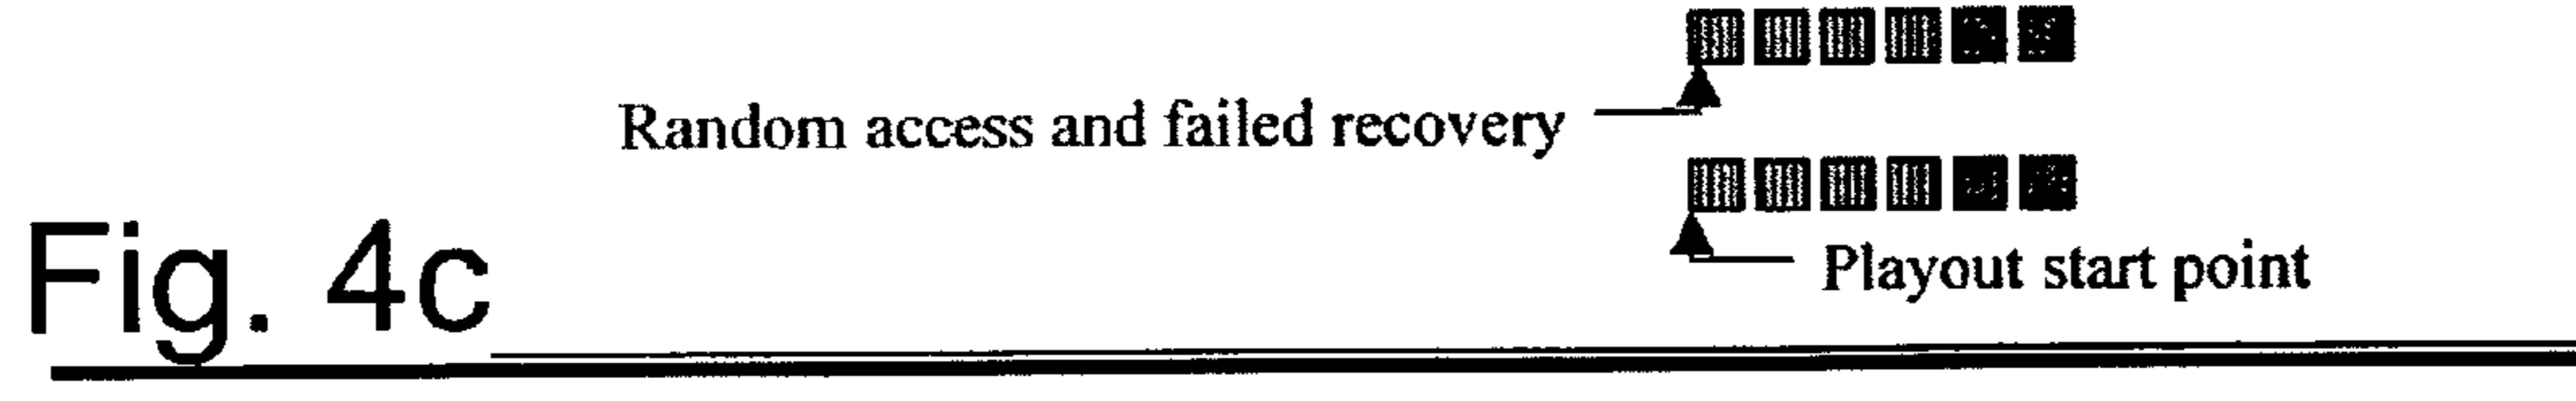 Random access and failed recovery
Playout start point
Fig. 4c